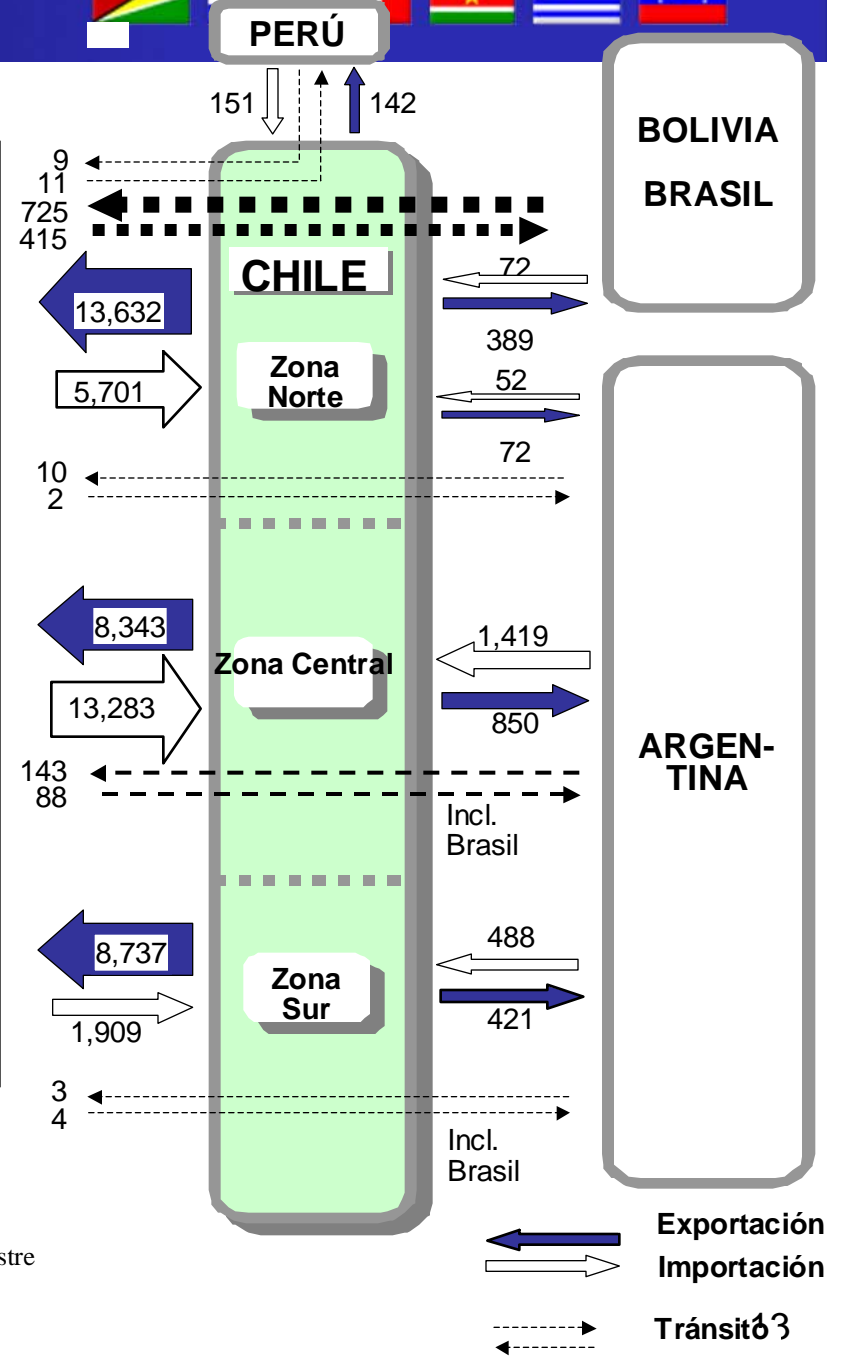 PERÚ
151
142
BOLIVIA
BRASIL
9
11
725
415
CHILE
72
13,632
389
Zona
Norte
52
5,701
72
10
2
8,343
1,419
Zona Central
13,283
850
ARGEN-
TINA
143
88
Incl.
Brasil
8,737
488
Zona
Sur
1,909
421
3
4
Incl.
Brasil
Exportación
stre
Importación
Tránsito
13